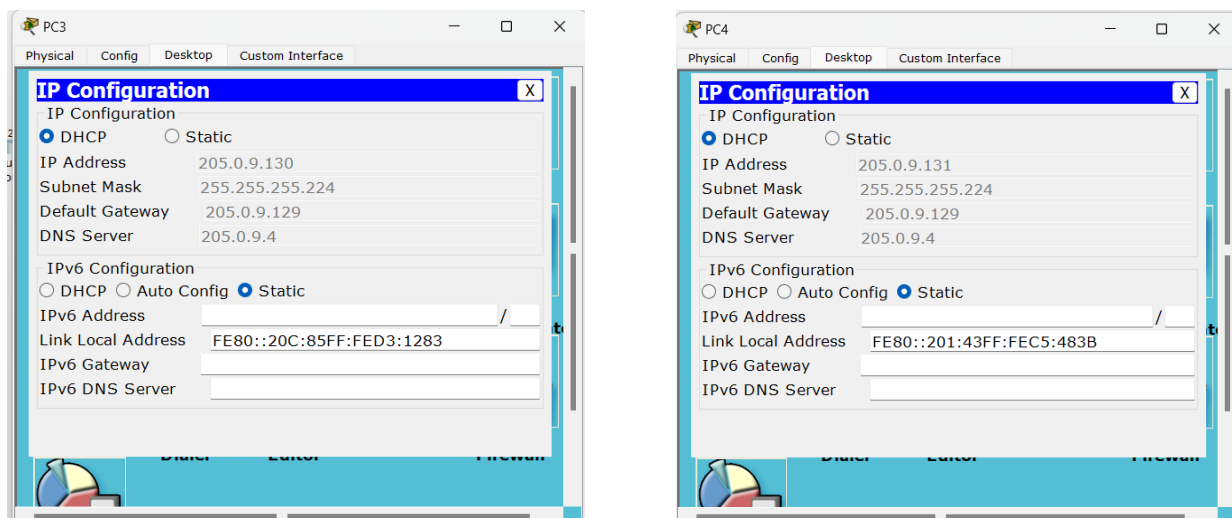 PC3
Physical Config Desktop Custom Interface
IP Configuration X
IP Configuration
DHCP Static
IP Address 205.0.9.130
Subnet Mask 255.255.255.224
Default Gateway 205.0.9.129
DNS Server 205.0.9.4
IPv6 Configuration
DHCP Auto Config Static
IPv6 Address /
Link Local Address FE80::20C:85FF:FED3:1283
IPv6 Gateway
IPv6 DNS Server
PC4
Physical Config Desktop Custom Interface
IP Configuration X
IP Configuration
DHCP Static
IP Address 205.0.9.131
Subnet Mask 255.255.255.224
Default Gateway 205.0.9.129
DNS Server 205.0.9.4
IPv6 Configuration
DHCP Auto Config Static
IPv6 Address /
Link Local Address FE80::201:43FF:FEC5:483B
IPv6 Gateway
IPv6 DNS Server